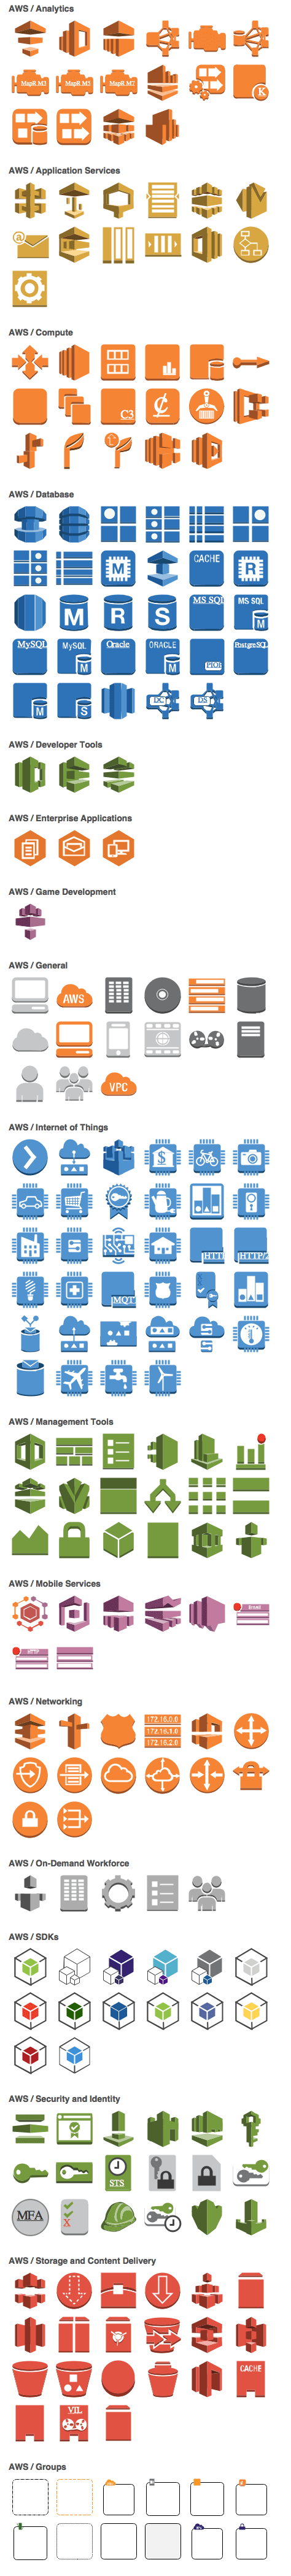 AWS / Analytics
MapR M3 MapR M5 MapR M7
K
AWS / Application Services
@
AWS / Compute
C3 ₵
AWS / Database
M CACHE R
M R S MS SQL MS SQL M
MySQL MySQL M Oracle ORACLE M PostgreSQL
M S DC DS
AWS / Developer Tools
AWS / Enterprise Applications
AWS / Game Development
AWS / General
AWS
VPC
AWS / Internet of Things
$
MQT
AWS / Management Tools
AWS / Mobile Services
AWS / Networking
172.16.0.0
172.16.1.0
172.16.2.0
AWS / On-Demand Workforce
AWS / SDKs
AWS / Security and Identity
STS
MFA
AWS / Storage and Content Delivery
CACHE
VTL
AWS / Groups